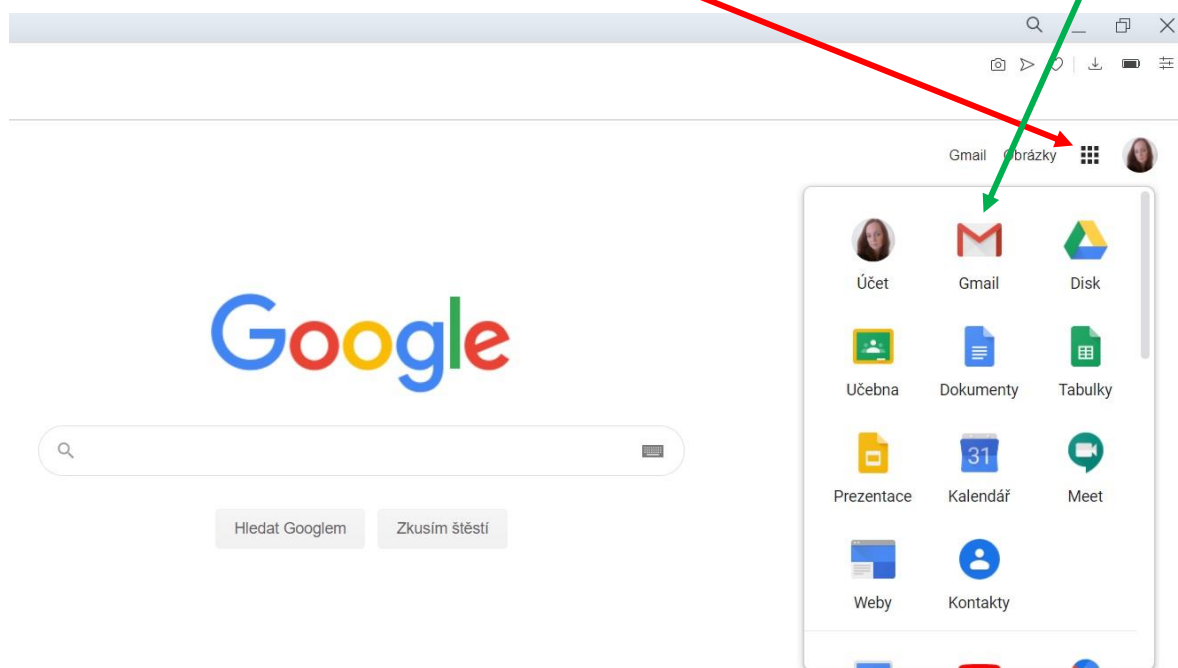 Gmail Obrázky
Účet Gmail Disk
Google
Učebna Dokumenty Tabulky
31
Prezentace Kalendář Meet
Hledat Googlem Zkusím štěstí
Weby Kontakty